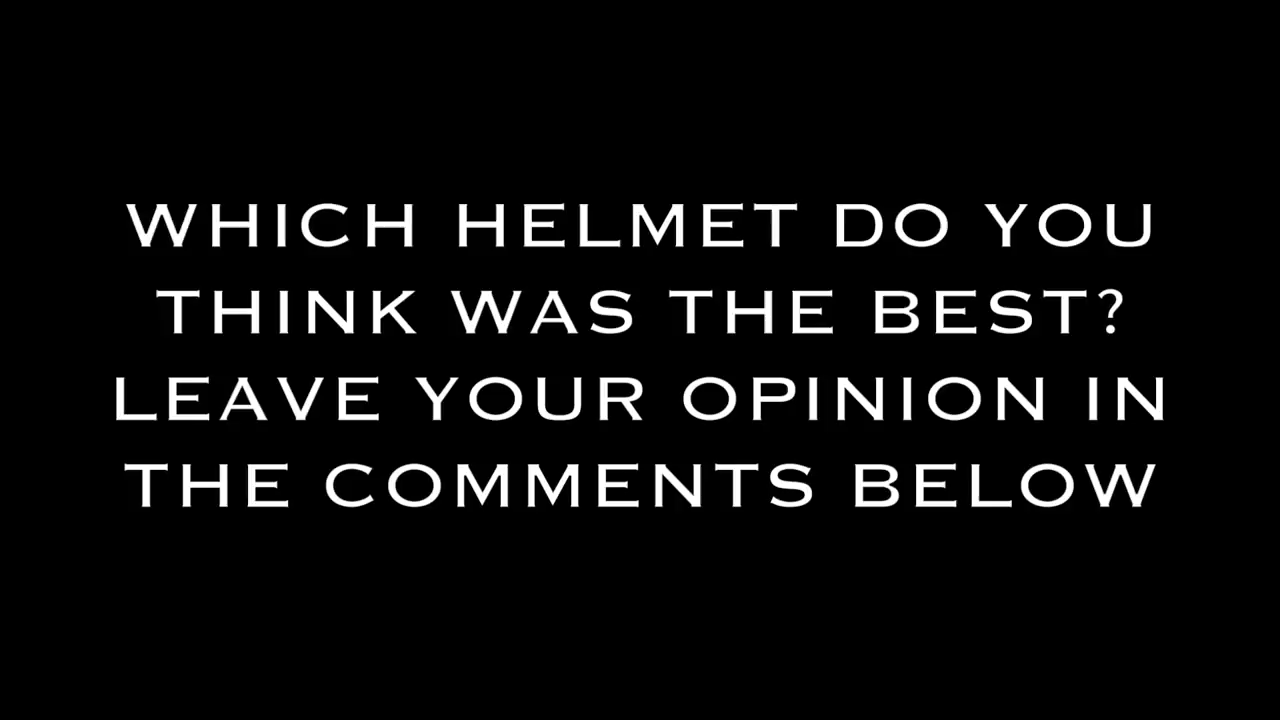 WHICH HELMET DO YOU
THINK WAS THE BEST?
LEAVE YOUR OPINION IN
THE COMMENTS BELOW